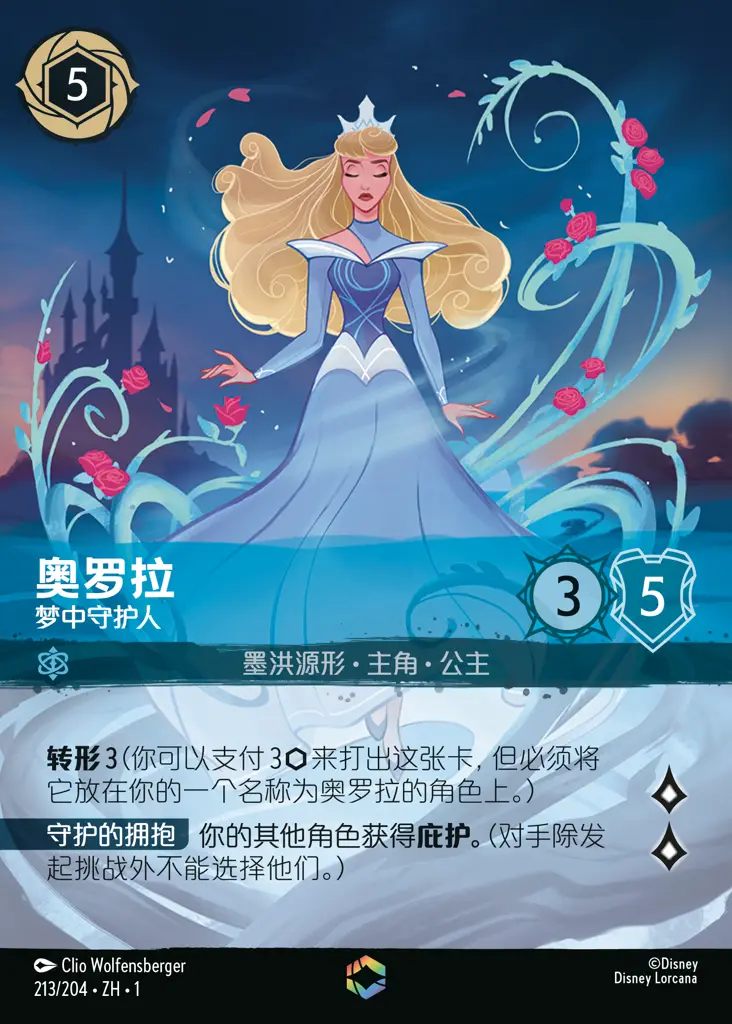 5
奥罗拉
梦中守护人
3
5
墨洪源形 • 主角 • 公主
转形 3 (你可以支付 3⬡来打出这张卡, 但必须将
它放在你的一个名称为奥罗拉的角色上。)
守护的拥抱 你的其他角色获得庇护。(对手除发
起挑战外不能选择他们。)
Clio Wolfensberger
213/204 • ZH • 1
©Disney
Disney Lorcana